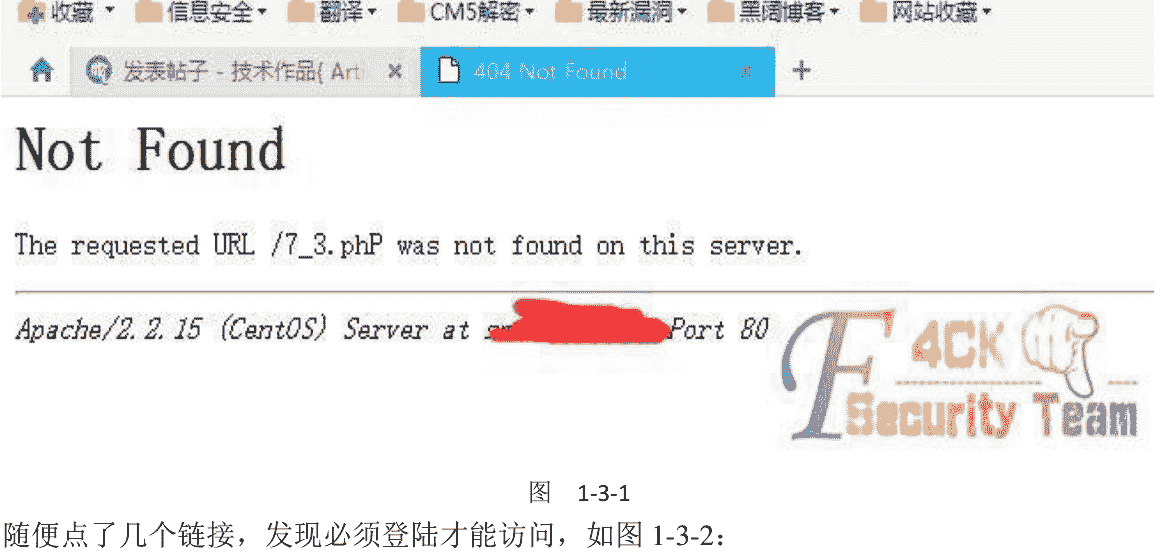 收藏 信息安全 翻译 CMS解密 最新漏洞 黑阔博客 网站收藏
发表帖子 - 技术作品{ Art 404 Not Found
Not Found
The requested URL /7_3.phP was not found on this server.
Apache/2.2.15 (CentOS) Server at Port 80
F4CK
Security Team
图 1-3-1
随便点了几个链接，发现必须登陆才能访问，如图 1-3-2：